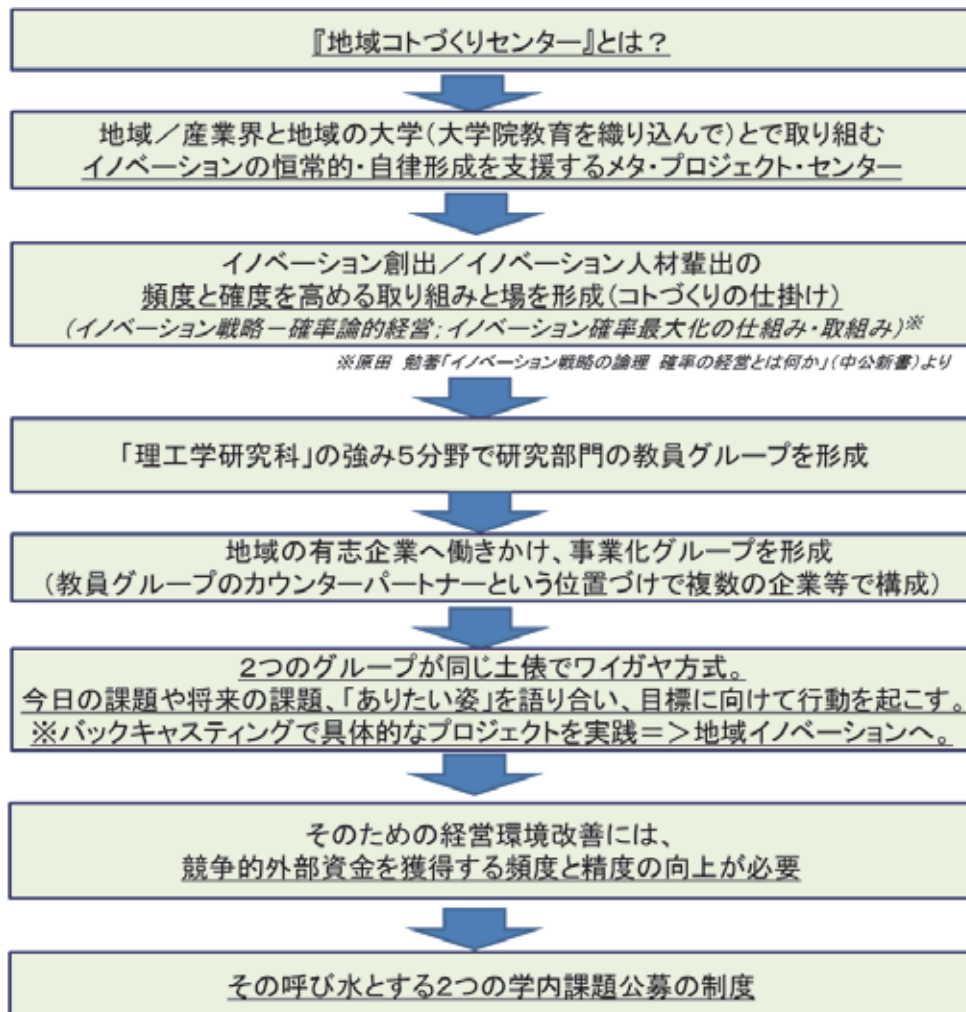 『地域コトづくりセンター』とは？
地域／産業界と地域の大学（大学院教育を織り込んで）とで取り組む
イノベーションの恒常的・自律形成を支援するメタ・プロジェクト・センター
イノベーション創出／イノベーション人材輩出の
頻度と確度を高める取り組みと場を形成（コトづくりの仕掛け）
（イノベーション戦略－確率論的経営；イノベーション確率最大化の仕組み・取組み）※
※原田　勉著「イノベーション戦略の論理　確率の経営とは何か」（中公新書）より
「理工学研究科」の強み５分野で研究部門の教員グループを形成
地域の有志企業へ働きかけ、事業化グループを形成
（教員グループのカウンターパートナーという位置づけで複数の企業等で構成）
２つのグループが同じ土俵でワイガヤ方式。
今日の課題や将来の課題、「ありたい姿」を語り合い、目標に向けて行動を起こす。
※バックキャスティングで具体的なプロジェクトを実践＝＞地域イノベーションへ。
そのための経営環境改善には、
競争的外部資金を獲得する頻度と精度の向上が必要
その呼び水とする２つの学内課題公募の制度